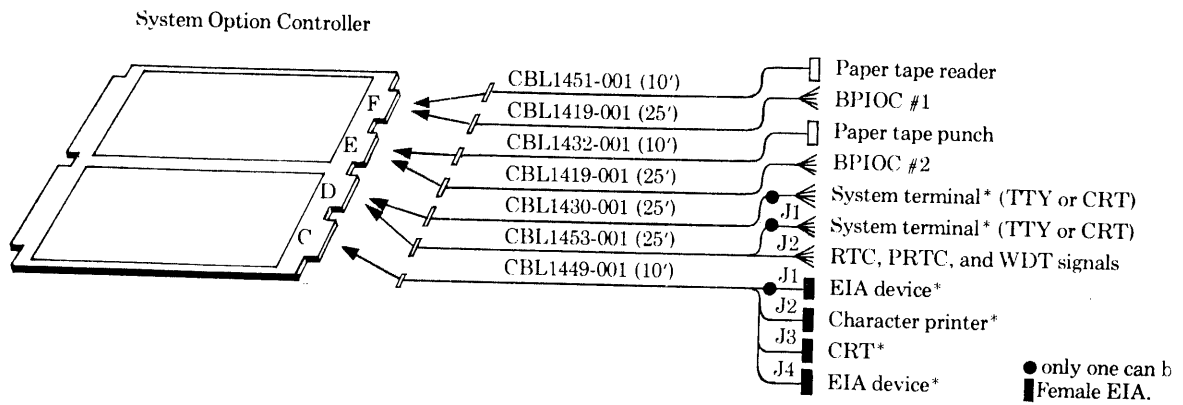 System Option Controller
F
E
D
C
CBL1451-001 (10′)
CBL1419-001 (25′)
CBL1432-001 (10′)
CBL1419-001 (25′)
CBL1430-001 (25′)
CBL1453-001 (25′)
CBL1449-001 (10′)
Paper tape reader
BPIOC #1
Paper tape punch
BPIOC #2
System terminal* (TTY or CRT)
J1
System terminal* (TTY or CRT)
J2
RTC, PRTC, and WDT signals
J1
EIA device*
J2
Character printer*
J3
CRT*
J4
EIA device*
● only one can b
Female EIA.